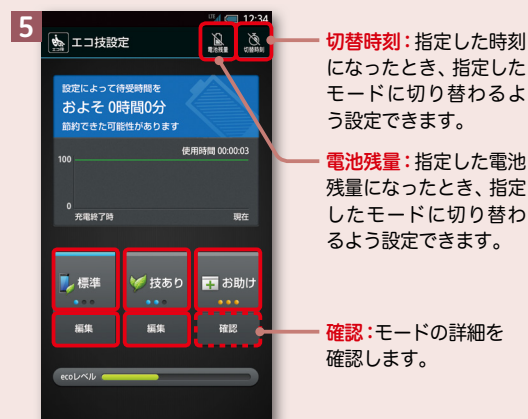 5
LTE 12:34
エコ技
エコ技設定
電池残量
切替時刻
設定によって待受時間を
およそ 0時間0分
節約できた可能性があります
使用時間 00:00:03
100
0
充電終了時 現在
標準 技あり お助け
編集 編集 確認
ecoレベル
切替時刻：指定した時刻
になったとき、指定した
モードに切り替わるよ
う設定できます。
電池残量：指定した電池
残量になったとき、指定
したモードに切り替わ
るよう設定できます。
確認：モードの詳細を
確認します。